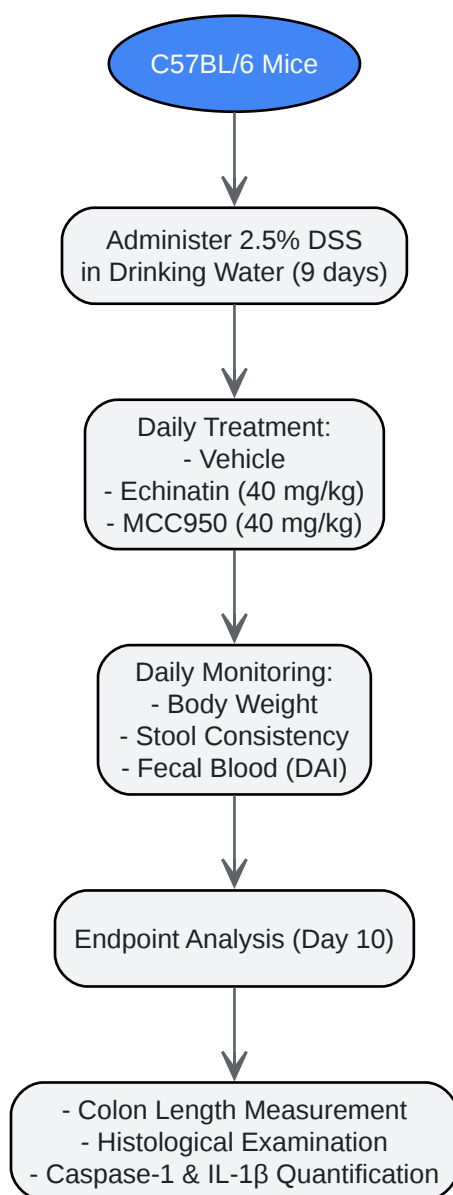 C57BL/6 Mice
Administer 2.5% DSS
in Drinking Water (9 days)
Daily Treatment:
- Vehicle
- Echinatin (40 mg/kg)
- MCC950 (40 mg/kg)
Daily Monitoring:
- Body Weight
- Stool Consistency
- Fecal Blood (DAI)
Endpoint Analysis (Day 10)
- Colon Length Measurement
- Histological Examination
- Caspase-1 & IL-1β Quantification